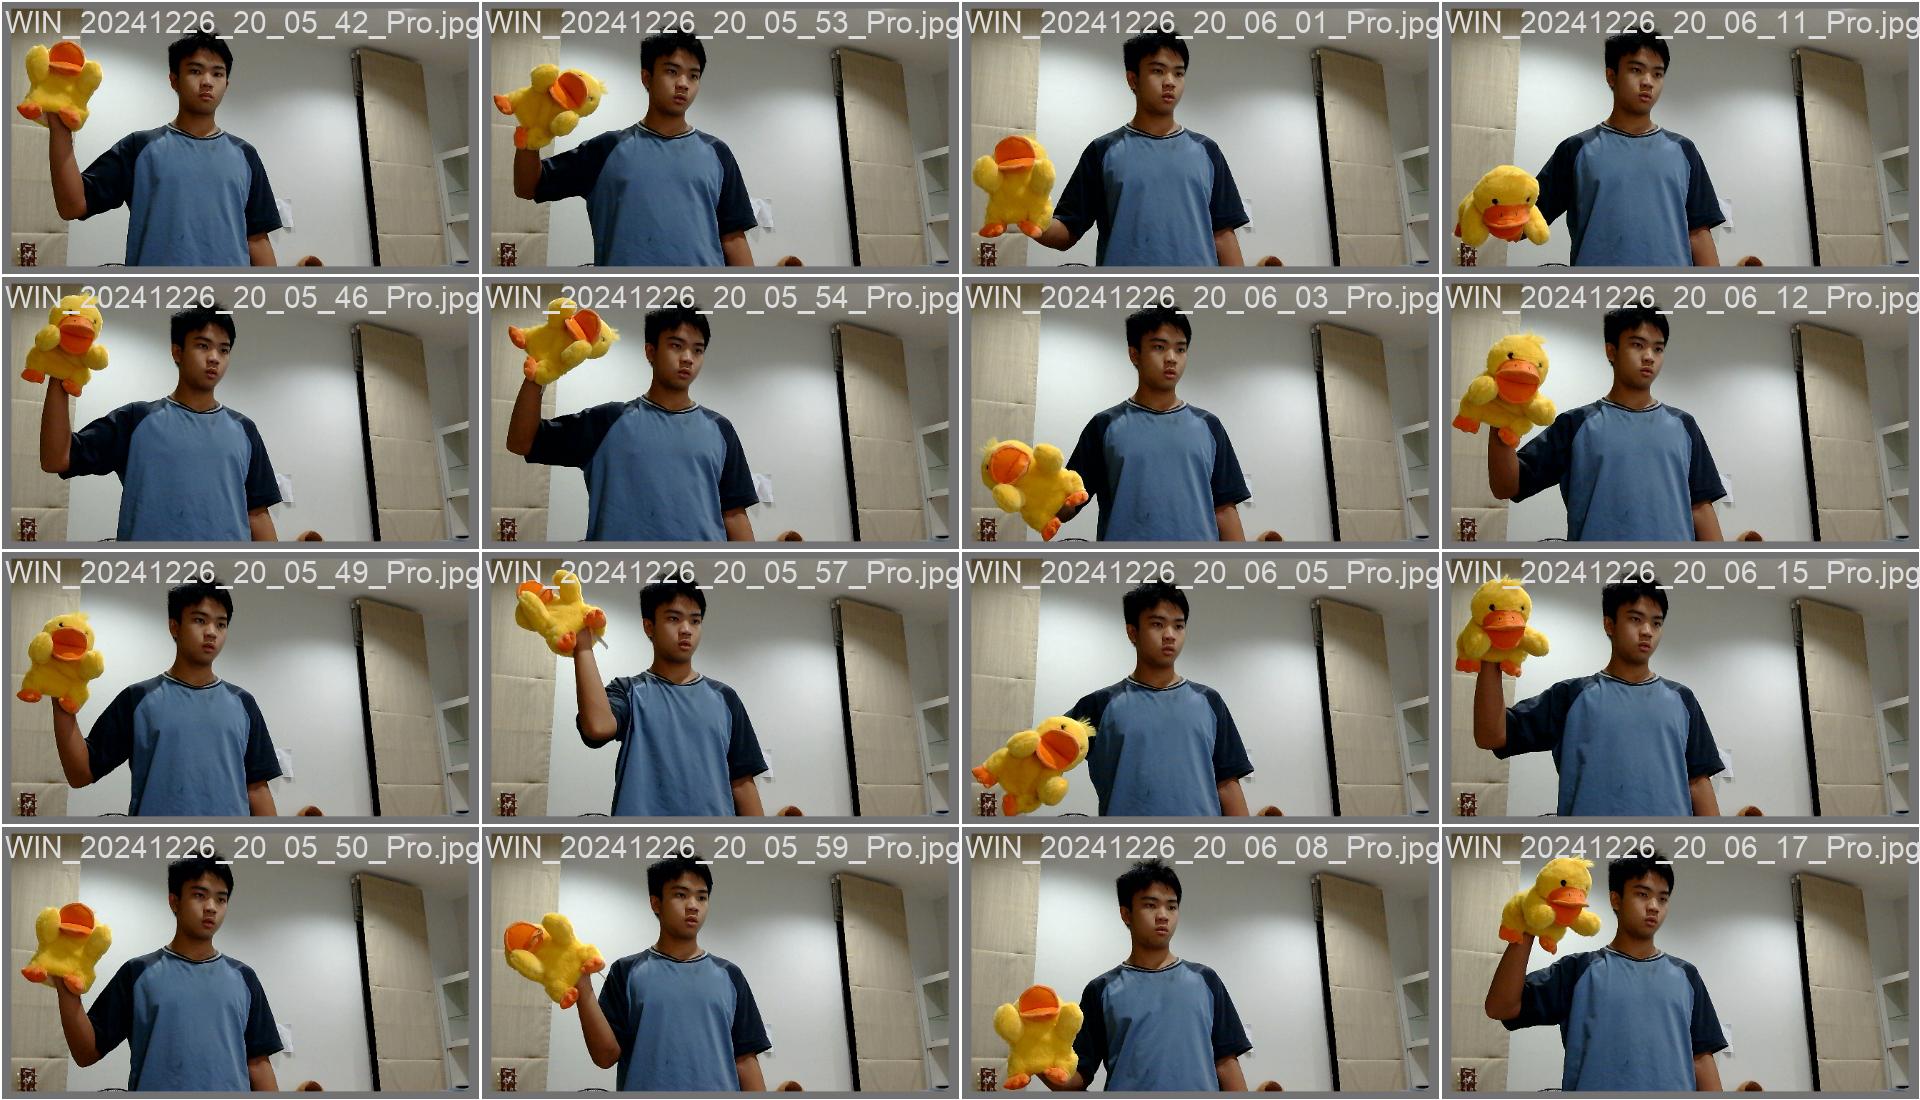 WIN_20241226_20_05_42_Pro.jpg
WIN_20241226_20_05_53_Pro.jpg
WIN_20241226_20_06_01_Pro.jpg
WIN_20241226_20_06_11_Pro.jpg
WIN_20241226_20_05_46_Pro.jpg
WIN_20241226_20_05_54_Pro.jpg
WIN_20241226_20_06_03_Pro.jpg
WIN_20241226_20_06_12_Pro.jpg
WIN_20241226_20_05_49_Pro.jpg
WIN_20241226_20_05_57_Pro.jpg
WIN_20241226_20_06_05_Pro.jpg
WIN_20241226_20_06_15_Pro.jpg
WIN_20241226_20_05_50_Pro.jpg
WIN_20241226_20_05_59_Pro.jpg
WIN_20241226_20_06_08_Pro.jpg
WIN_20241226_20_06_17_Pro.jpg